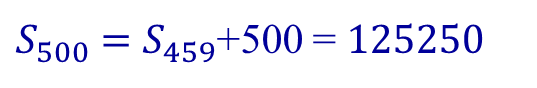 S₅₀₀ = S₄₅₉+500 = 125250